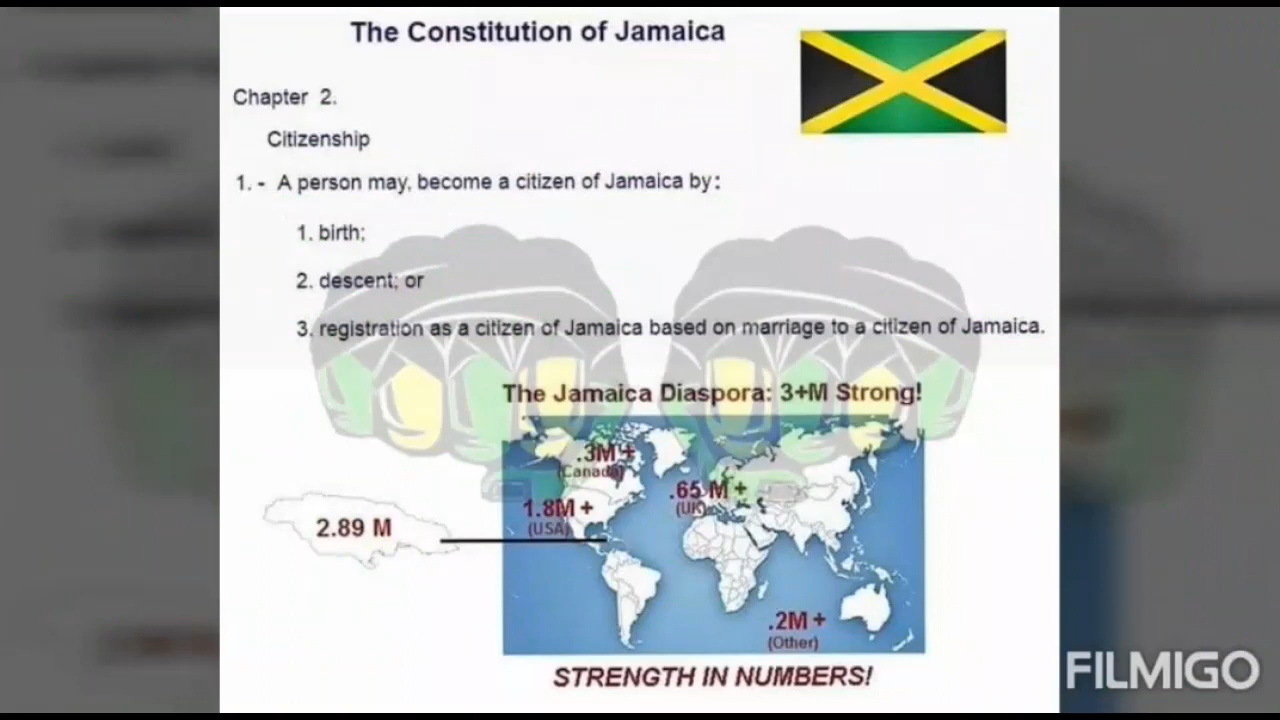 The Constitution of Jamaica
Chapter 2.
Citizenship
1. - A person may, become a citizen of Jamaica by:
1. birth;
2. descent; or
3. registration as a citizen of Jamaica based on marriage to a citizen of Jamaica.
The Jamaica Diaspora: 3+M Strong!
.3M +
(Canada)
.65 M +
(UK)
1.8M +
(USA)
2.89 M
.2M +
(Other)
STRENGTH IN NUMBERS!
FILMIGO